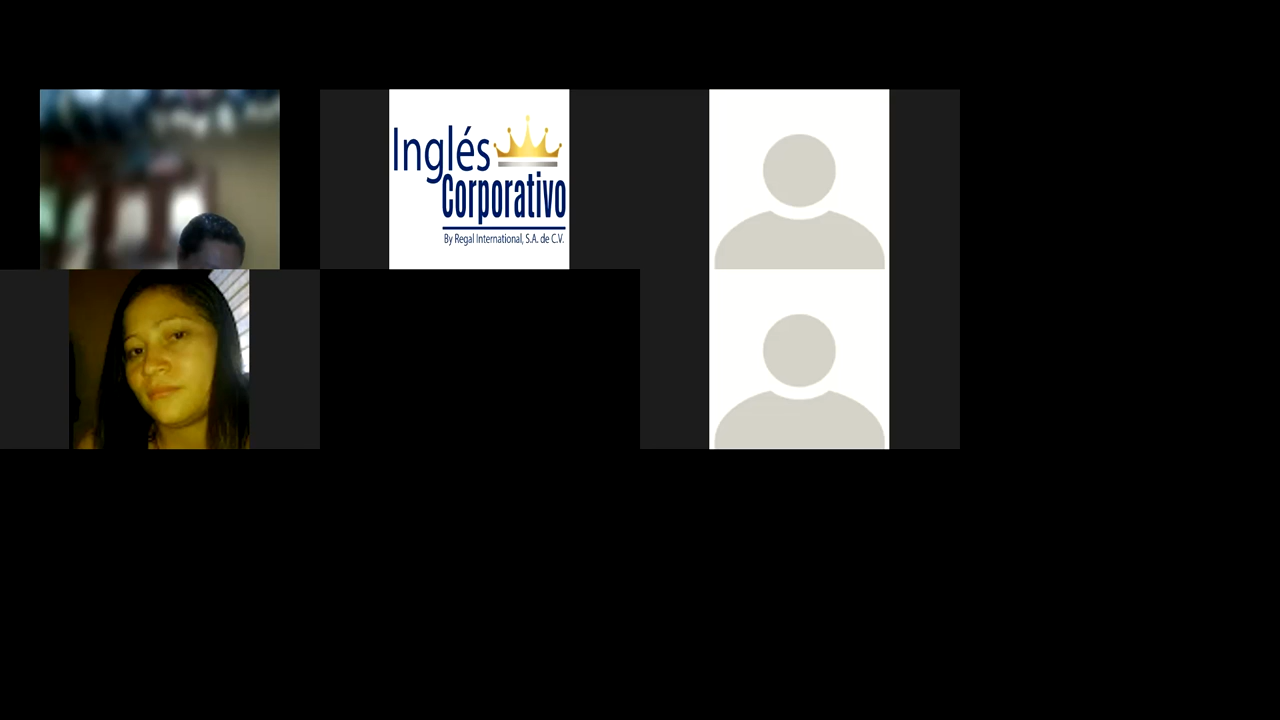 Inglés
Corporativo
By Regal International, S.A. de C.V.